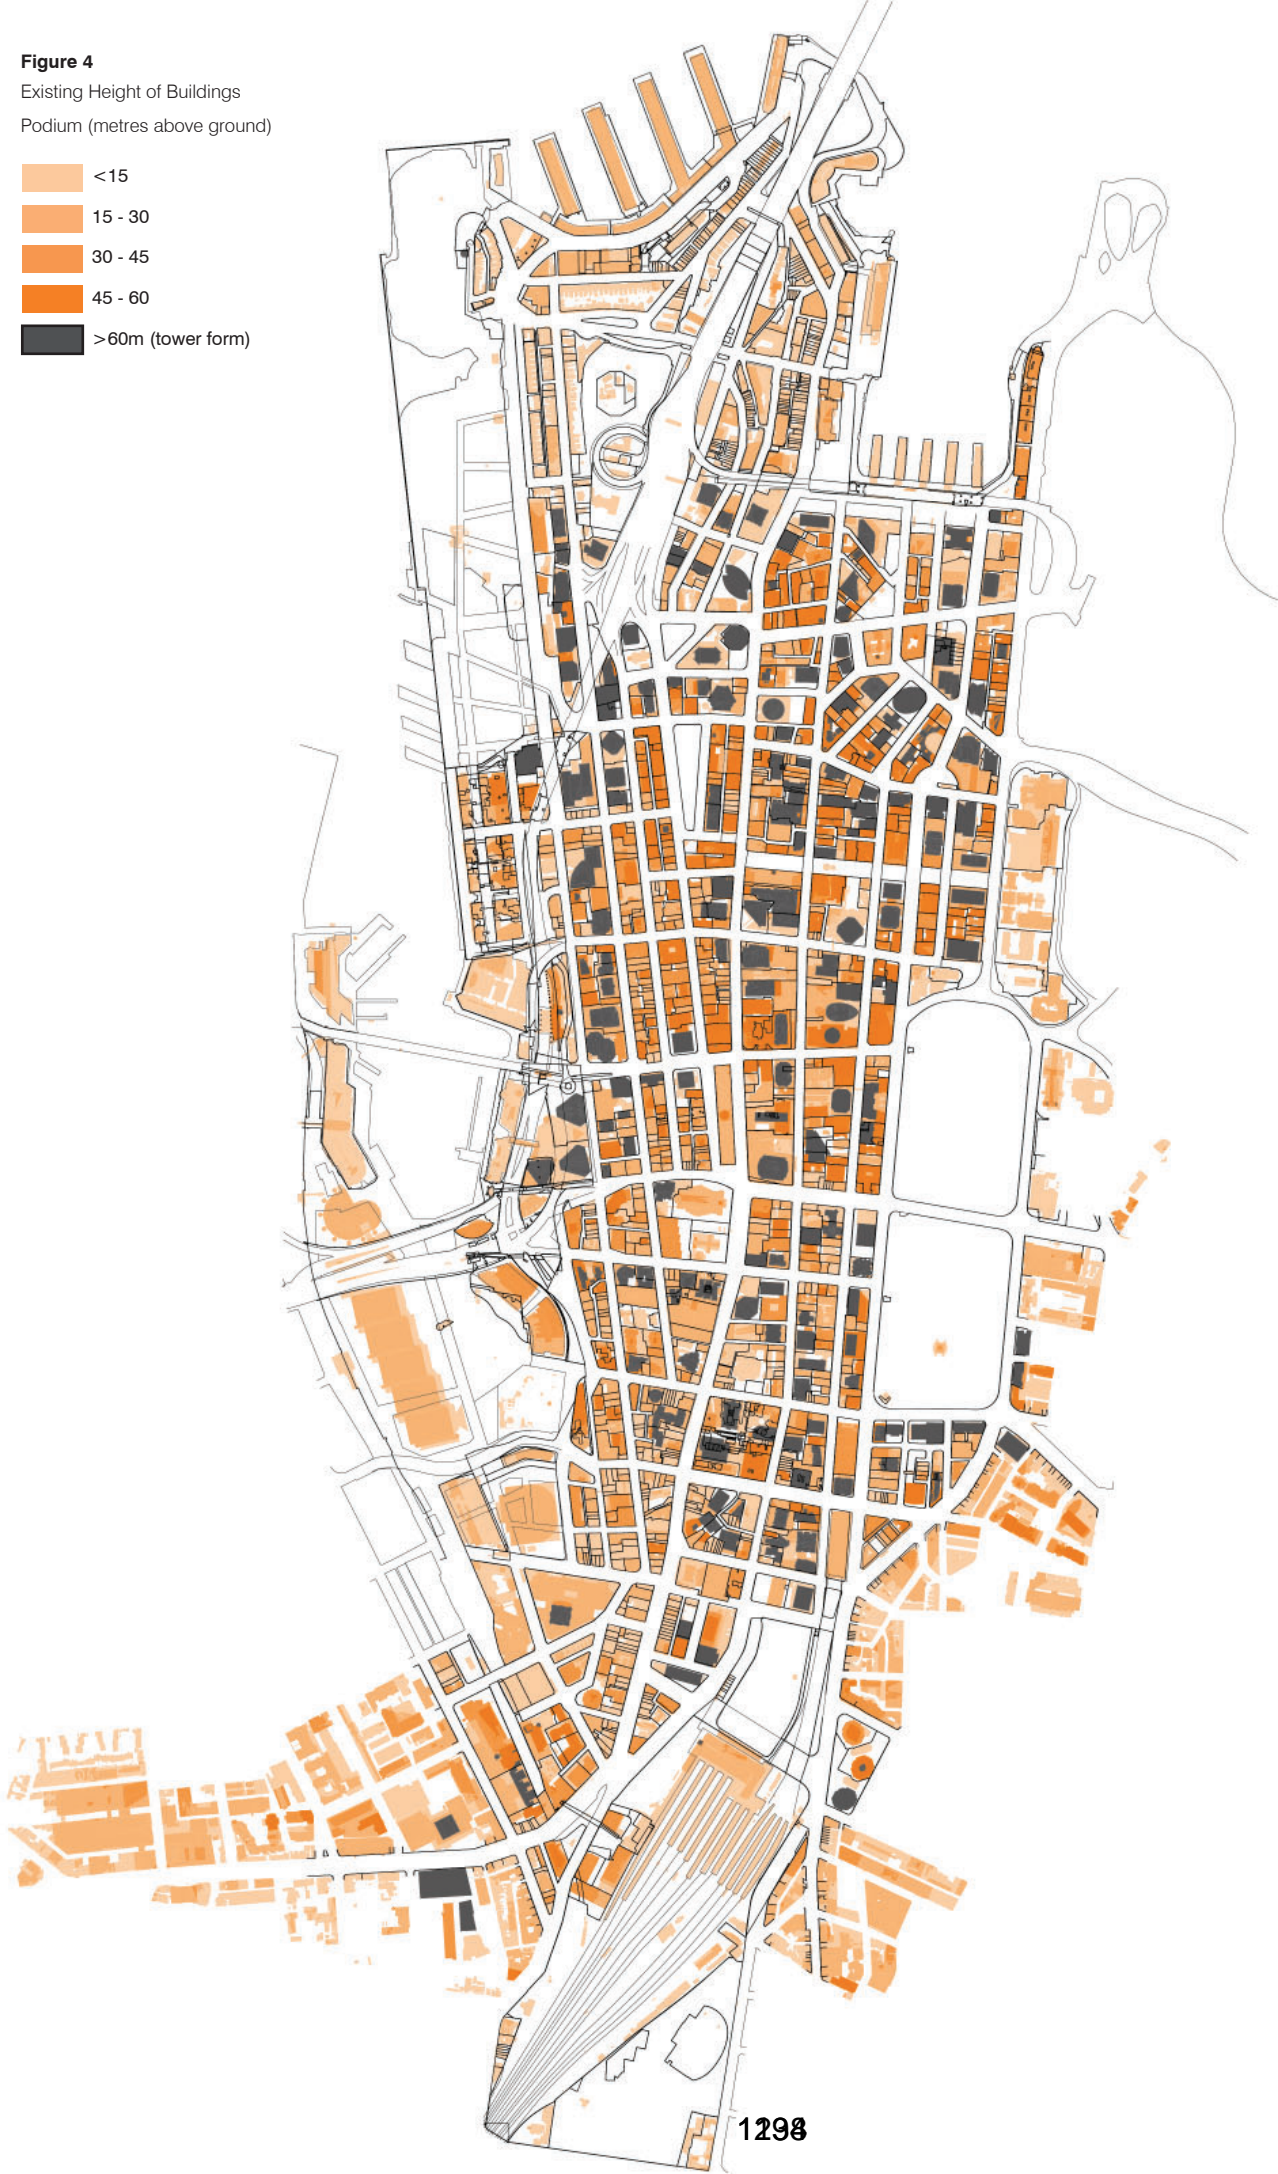 Figure 4
Existing Height of Buildings
Podium (metres above ground)
<15
15 - 30
30 - 45
45 - 60
>60m (tower form)